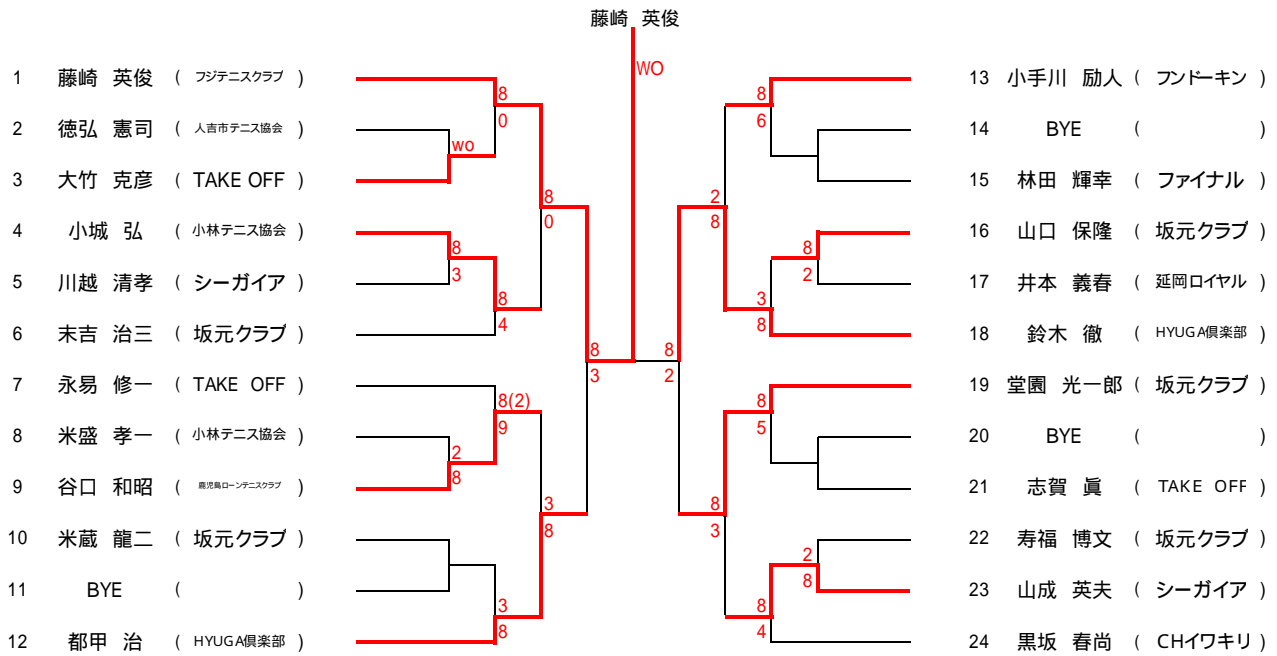 藤崎 英俊
WO
1 藤崎 英俊 ( フジテニスクラブ )
2 徳弘 憲司 ( 人吉市テニス協会 )
3 大竹 克彦 ( TAKE OFF )
4 小城 弘 ( 小林テニス協会 )
5 川越 清孝 ( シーガイア )
6 末吉 治三 ( 坂元クラブ )
7 永易 修一 ( TAKE OFF )
8 米盛 孝一 ( 小林テニス協会 )
9 谷口 和昭 ( 鹿児島ローンテニスクラブ )
10 米蔵 龍二 ( 坂元クラブ )
11 BYE ( )
12 都甲 治 ( HYUGA倶楽部 )
8
0
wo
8
0
8
3
8
4
8
3
8(2)
9
2
8
3
8
3
8
13 小手川 励人 ( フンドーキン )
14 BYE ( )
15 林田 輝幸 ( ファイナル )
16 山口 保隆 ( 坂元クラブ )
17 井本 義春 ( 延岡ロイヤル )
18 鈴木 徹 ( HYUGA倶楽部 )
19 堂園 光一郎 ( 坂元クラブ )
20 BYE ( )
21 志賀 眞 ( TAKE OFF )
22 寿福 博文 ( 坂元クラブ )
23 山成 英夫 ( シーガイア )
24 黒坂 春尚 ( CHイワキリ )
8
6
2
8
8
2
3
8
8
2
8
5
8
3
2
8
8
4